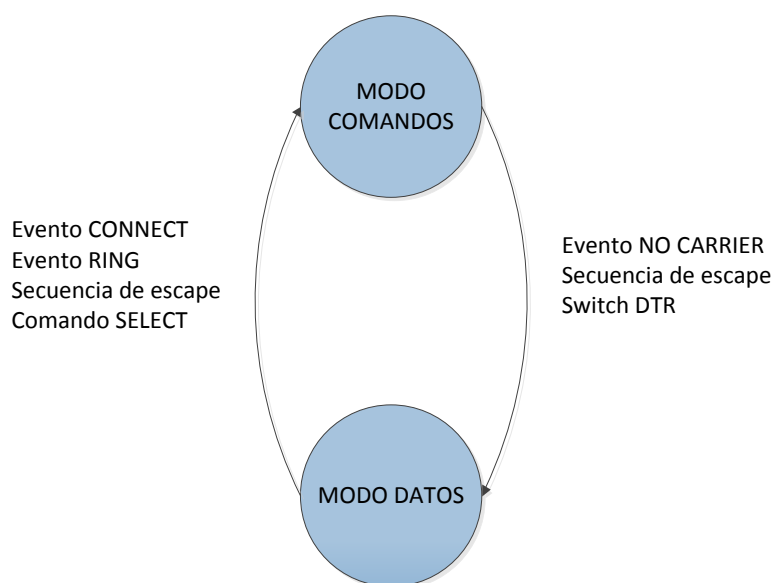 MODO
COMANDOS
Evento CONNECT
Evento RING
Secuencia de escape
Comando SELECT
Evento NO CARRIER
Secuencia de escape
Switch DTR
MODO DATOS